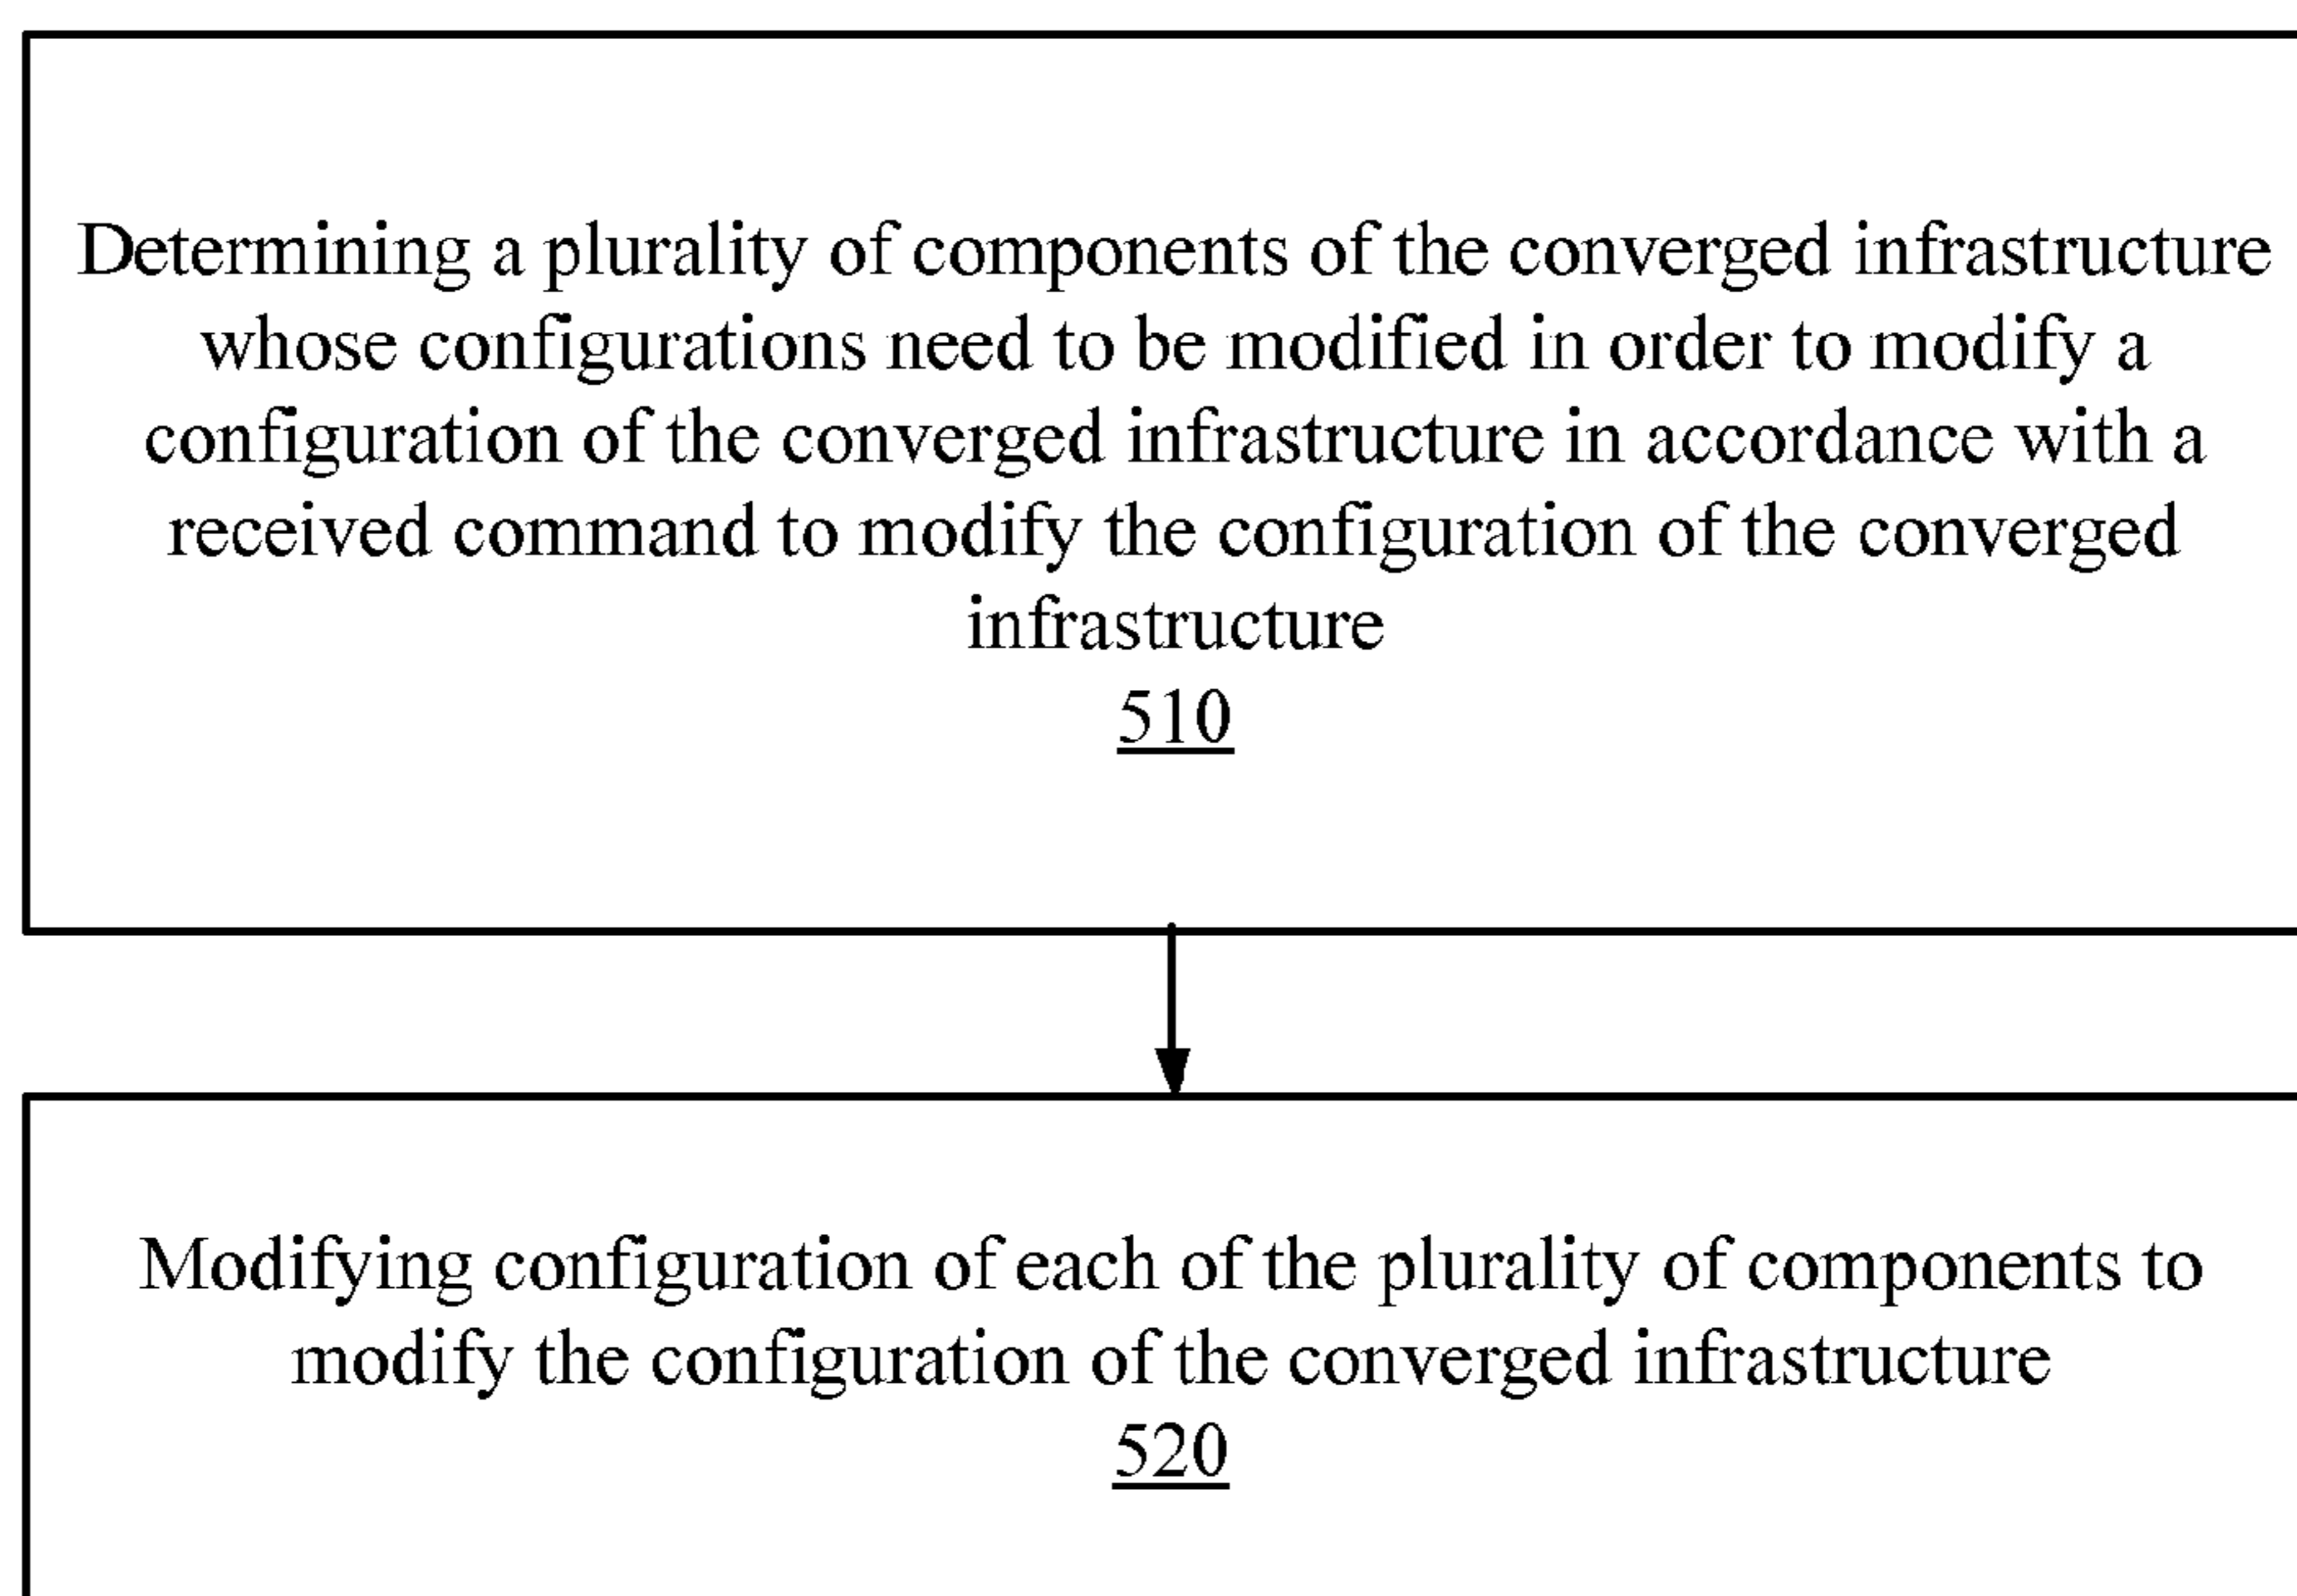 Determining a plurality of components of the converged infrastructure
whose configurations need to be modified in order to modify a
configuration of the converged infrastructure in accordance with a
received command to modify the configuration of the converged
infrastructure
510
Modifying configuration of each of the plurality of components to
modify the configuration of the converged infrastructure
520